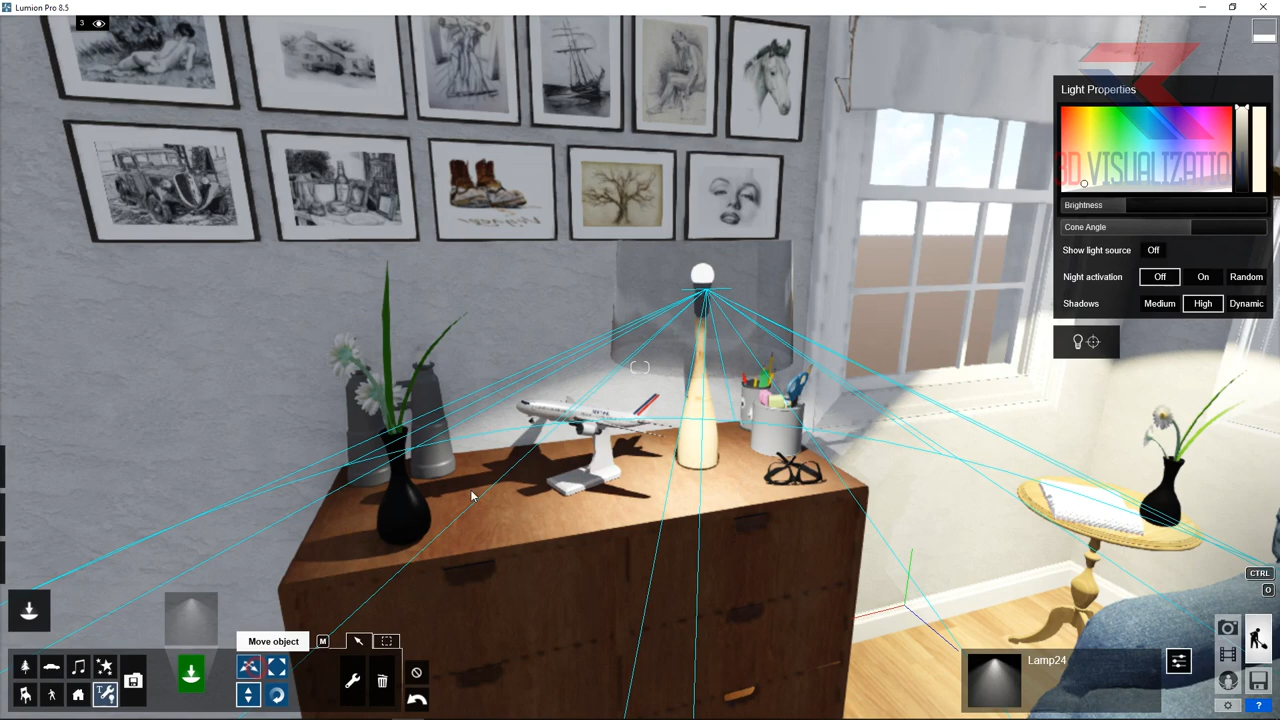 Lumion Pro 8.5
3
Light Properties
3D VISUALIZATION
Brightness
Cone Angle
Show light source Off
Night activation Off On Random
Shadows Medium High Dynamic
CTRL
O
Move object M
Lamp24
?